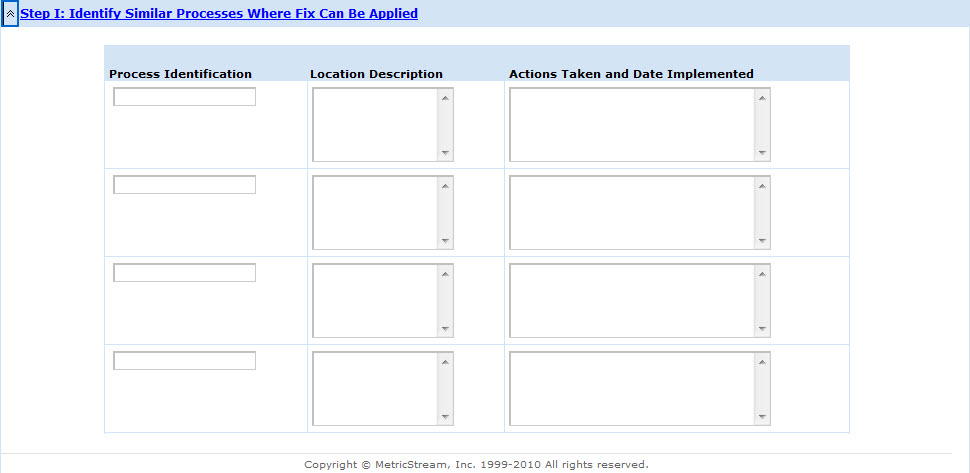 Step I: Identify Similar Processes Where Fix Can Be Applied
Process Identification Location Description Actions Taken and Date Implemented
Copyright © MetricStream, Inc. 1999-2010 All rights reserved.